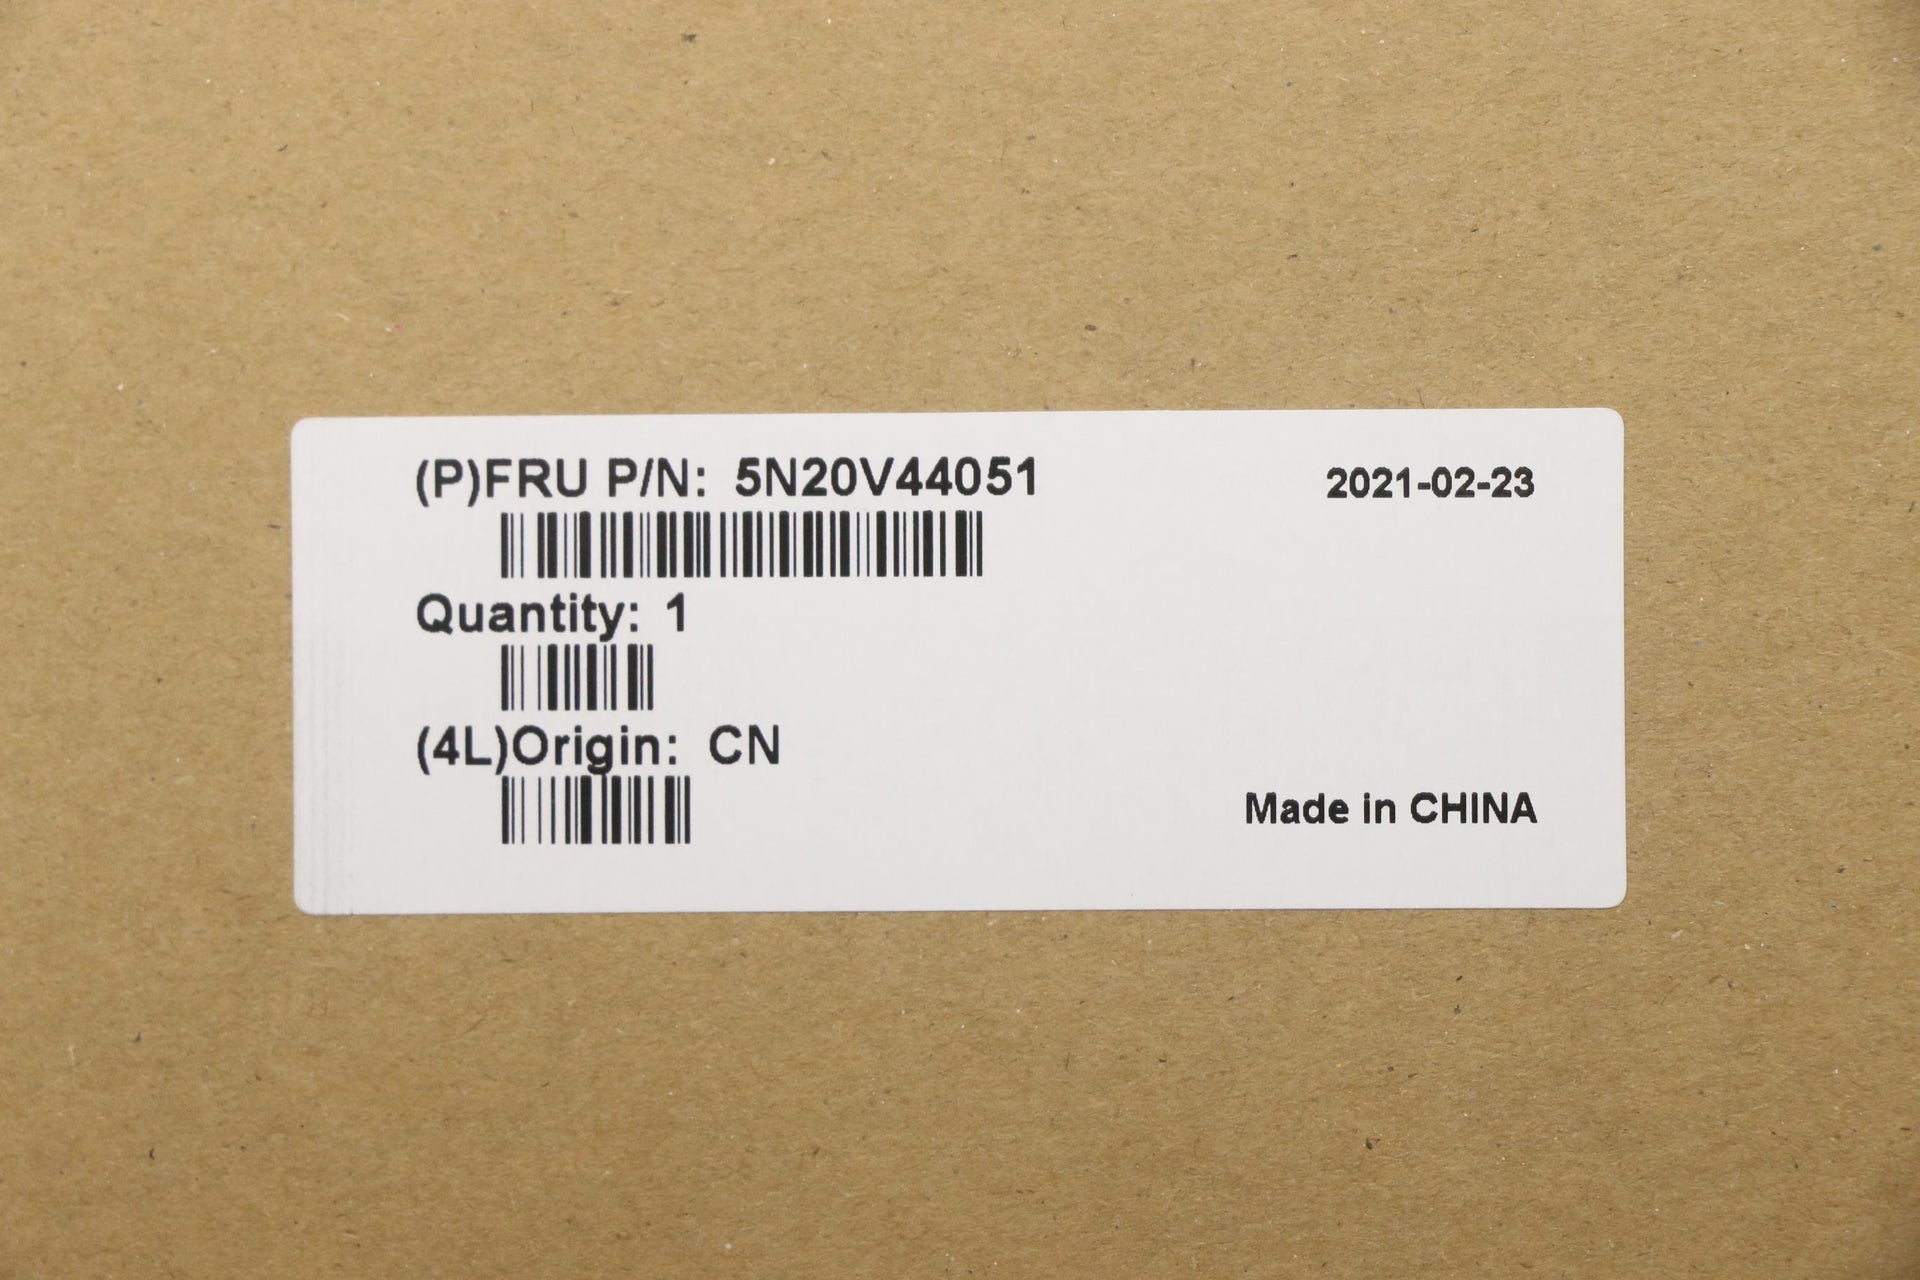 (P)FRU P/N: 5N20V44051
2021-02-23
Quantity: 1
(4L)Origin: CN
Made in CHINA